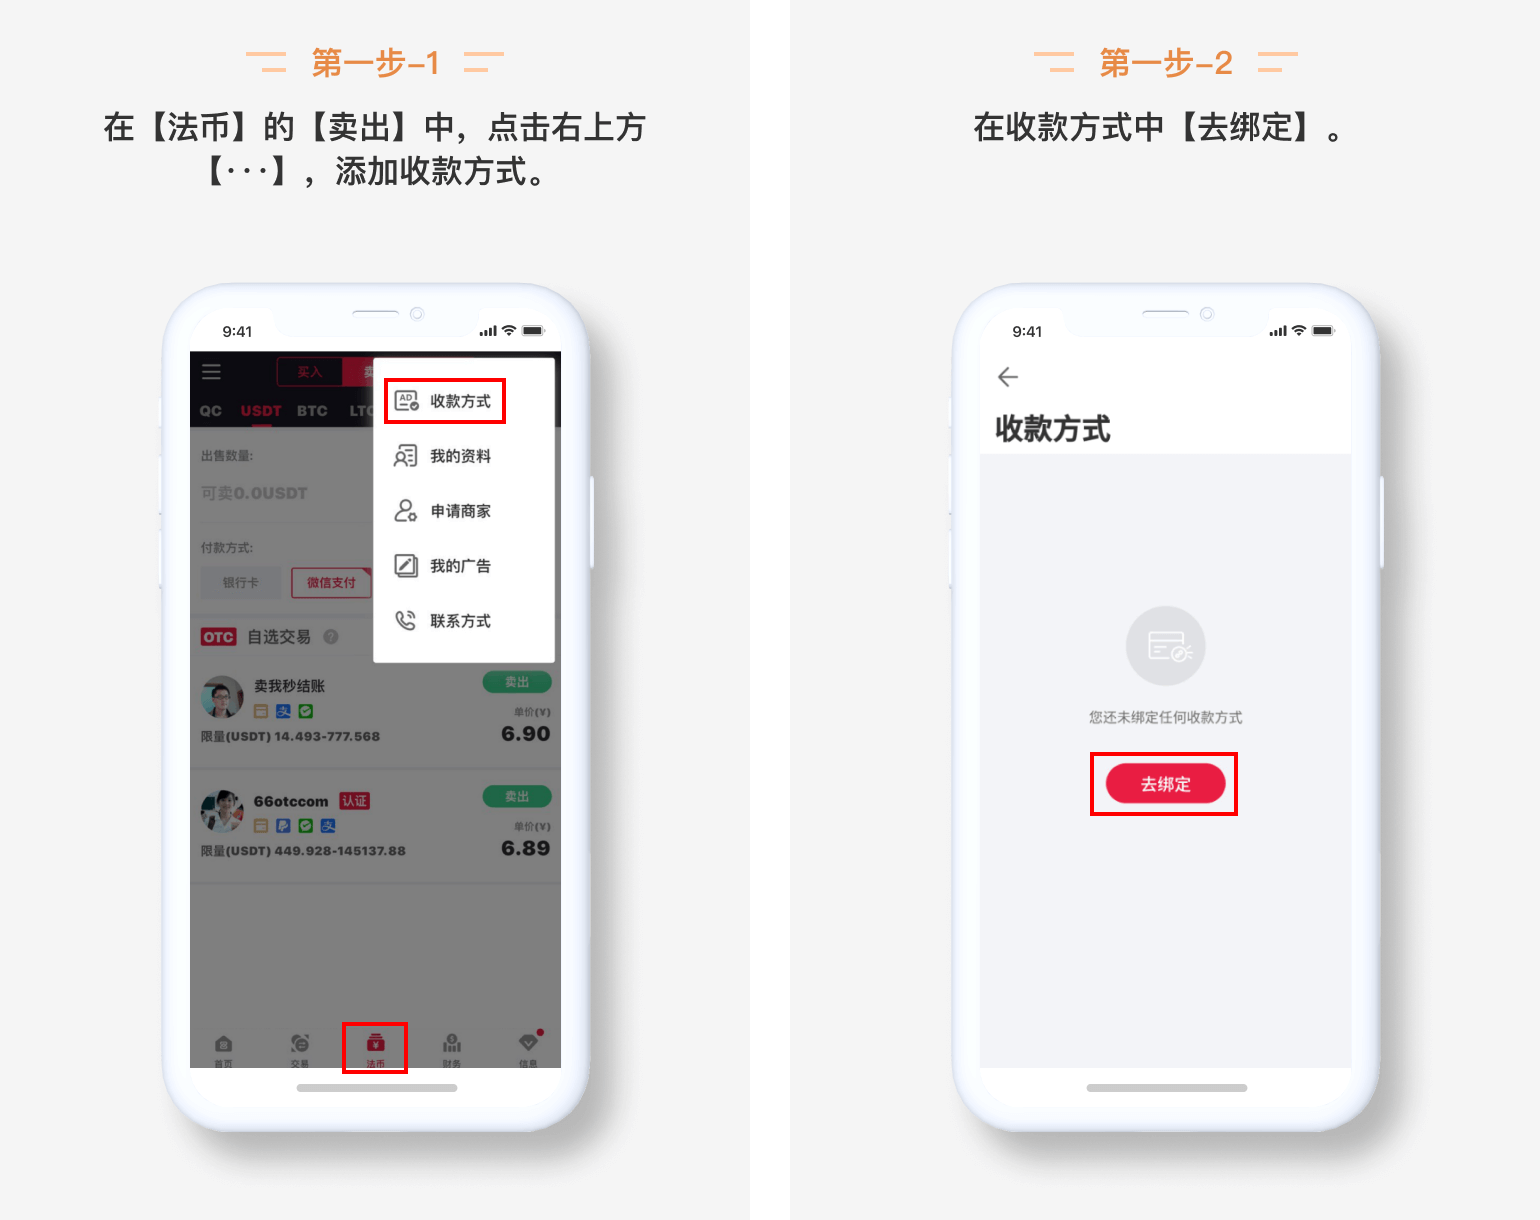 第一步-1
在【法币】的【卖出】中，点击右上方
【···】，添加收款方式。
9:41
买入
QC USDT BTC
AD 收款方式
我的资料
申请商家
我的广告
联系方式
出售数量:
可卖0.0USDT
付款方式:
银行卡 微信支付
OTC 自选交易 ?
卖我秒结账 卖出
单价(¥)
限量(USDT) 14.493-777.568 6.90
66otccom 认证 卖出
单价(¥)
限量(USDT) 449.928-145137.88 6.89
首页 交易 法币 财务 信息
第一步-2
在收款方式中【去绑定】。
9:41
收款方式
您还未绑定任何收款方式
去绑定